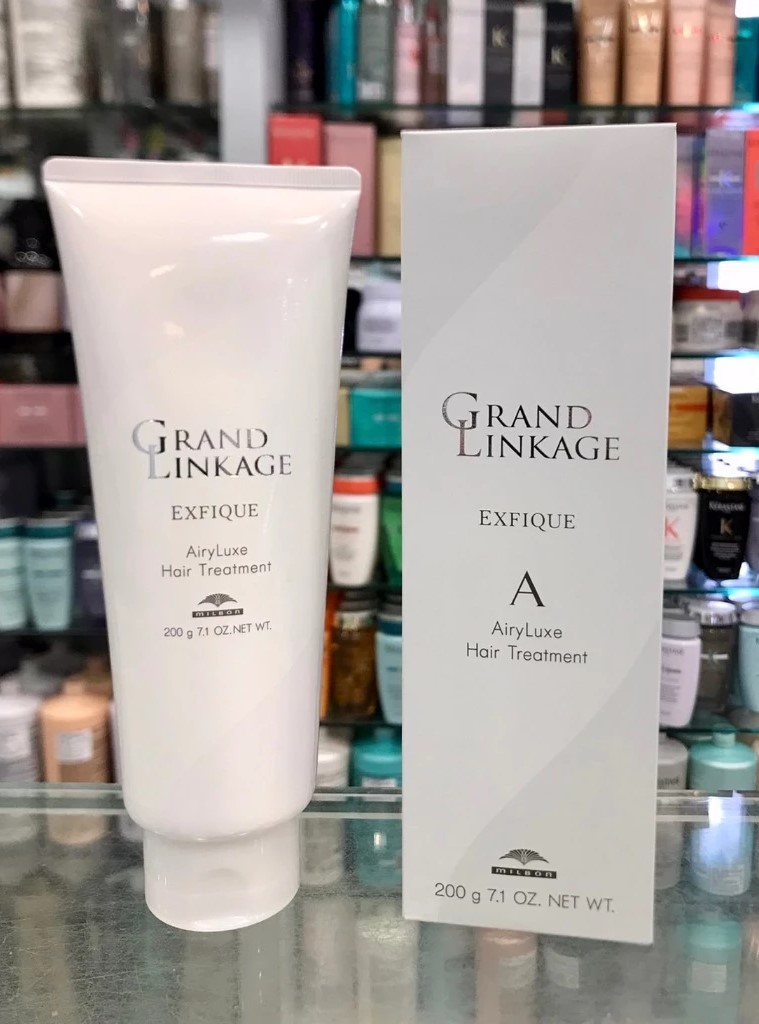 GRAND
LINKAGE
EXFIQUE
AiryLuxe
Hair Treatment
MILBON
200 g 7.1 OZ.NET WT.
GRAND
LINKAGE
EXFIQUE
A
AiryLuxe
Hair Treatment
MILBON
200 g 7.1 OZ. NET WT.